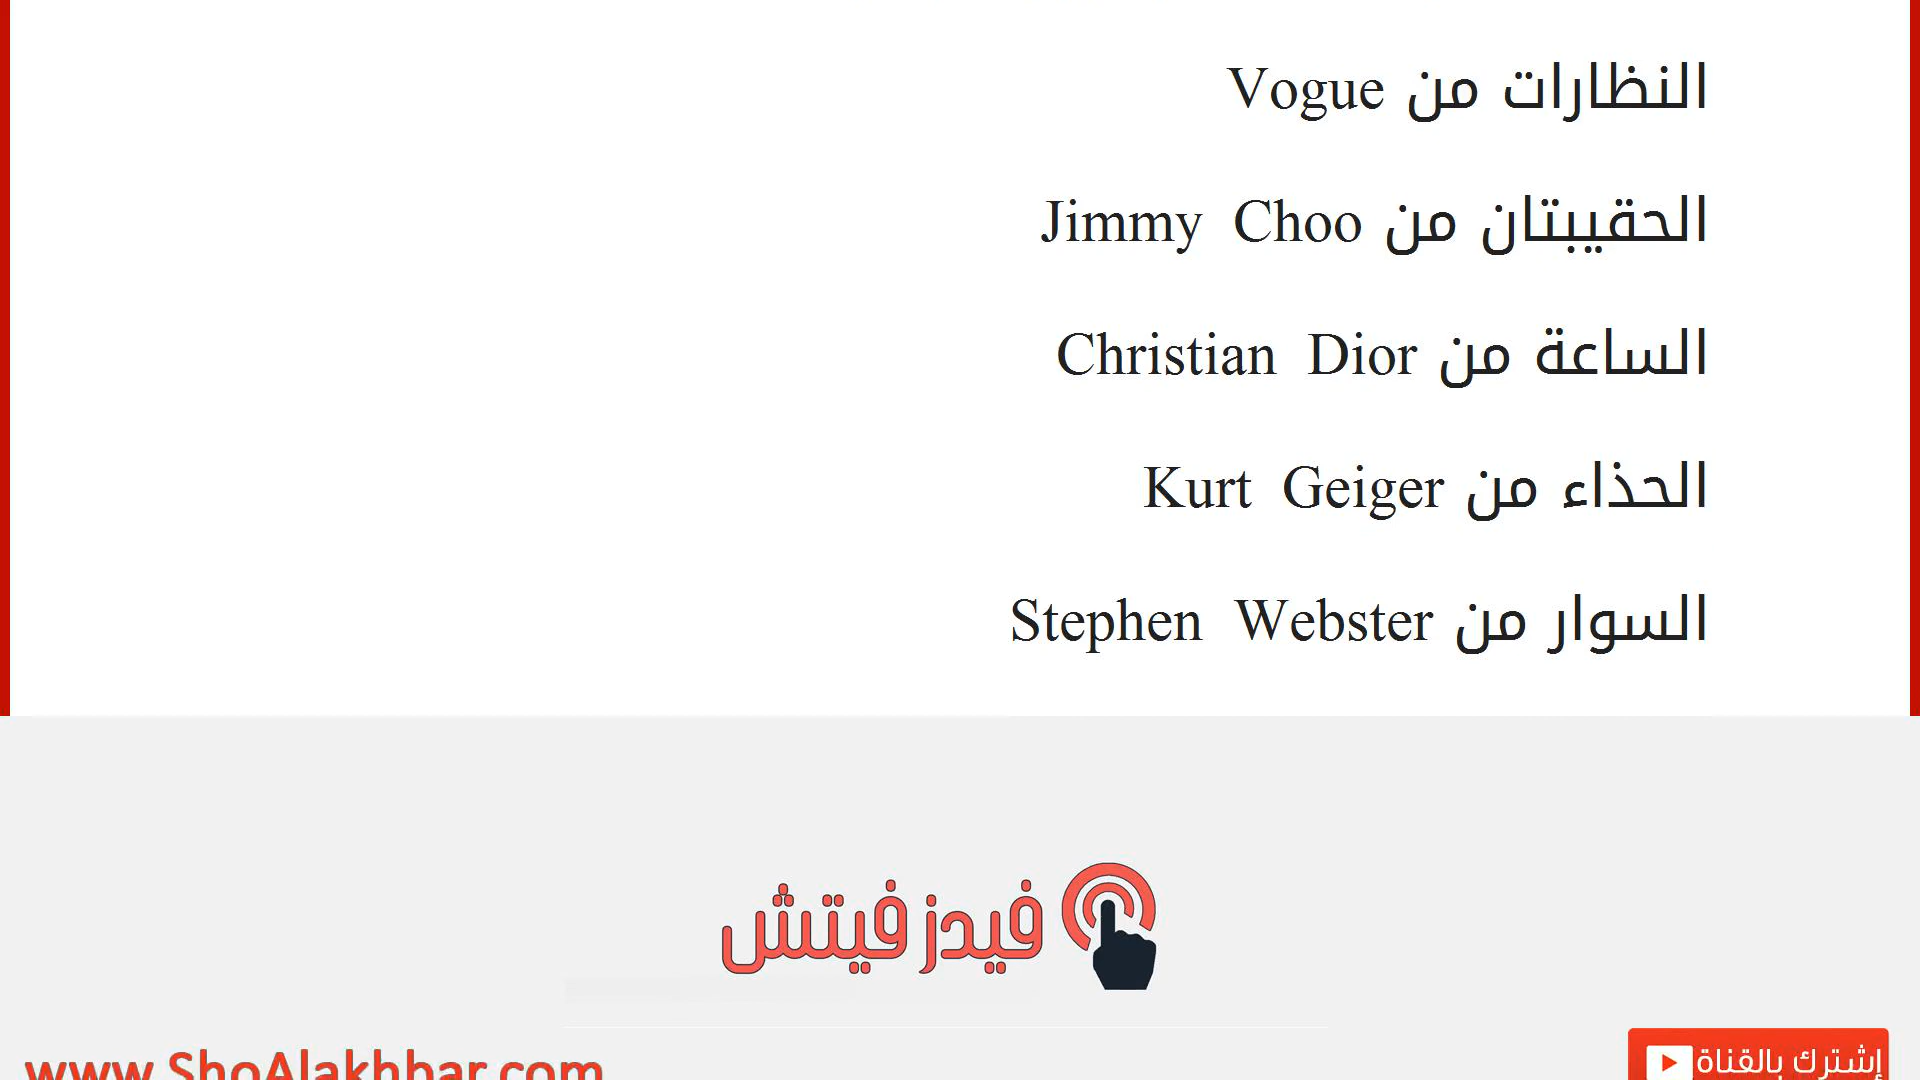 النظارات من Vogue
الحقيبتان من Jimmy Choo
الساعة من Christian Dior
الحذاء من Kurt Geiger
السوار من Stephen Webster
فيدز فيتش
www.ShoAlakhbar.com
إشترك بالقناة